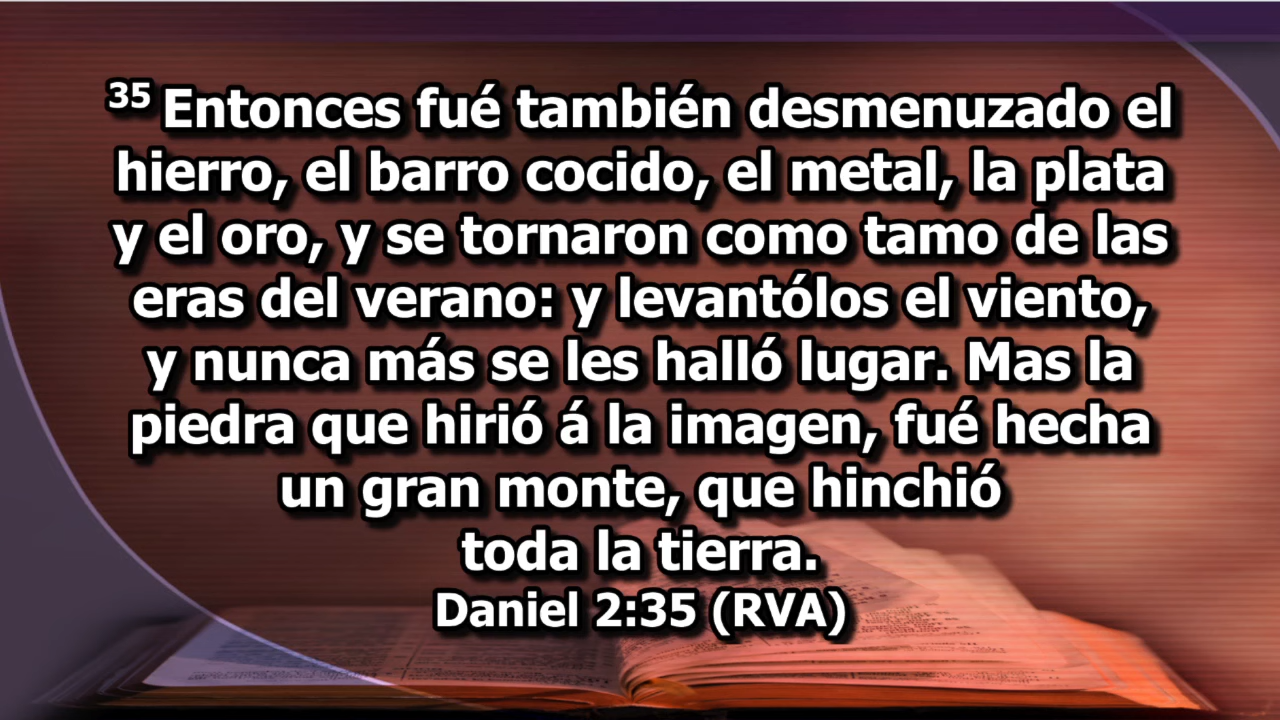 35 Entonces fué también desmenuzado el
hierro, el barro cocido, el metal, la plata
y el oro, y se tornaron como tamo de las
eras del verano: y levantólos el viento,
y nunca más se les halló lugar. Mas la
piedra que hirió á la imagen, fué hecha
un gran monte, que hinchió
toda la tierra.
Daniel 2:35 (RVA)